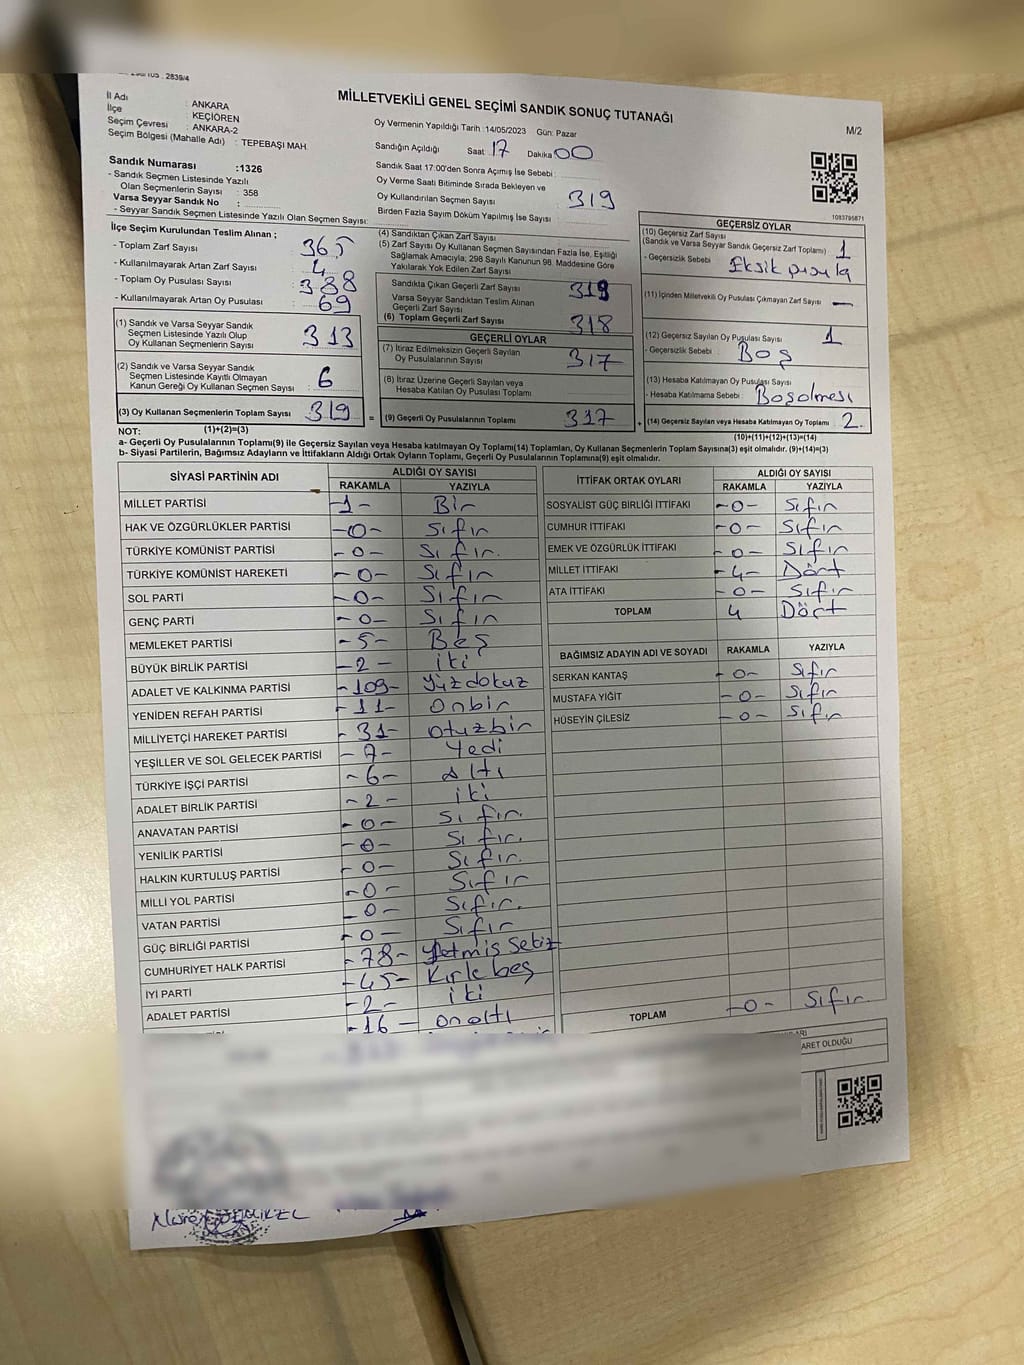 2839/4
MİLLETVEKİLİ GENEL SEÇİMİ SANDIK SONUÇ TUTANAĞI
M/2
İl Adı : ANKARA
İlçe : KEÇİÖREN
Seçim Çevresi : ANKARA-2
Seçim Bölgesi (Mahalle Adı) : TEPEBAŞI MAH.
Oy Vermenin Yapıldığı Tarih :14/05/2023 Gün: Pazar
Sandığın Açıldığı Saat 17 Dakika 00
Sandık Saat 17:00'den Sonra Açılmış İse Sebebi :
Oy Verme Saati Bitiminde Sırada Bekleyen ve
Oy Kullandırılan Seçmen Sayısı
Birden Fazla Sayım Döküm Yapılmış İse Sayısı
319
Sandık Numarası :1326
- Sandık Seçmen Listesinde Yazılı
Olan Seçmenlerin Sayısı : 358
Varsa Seyyar Sandık No :
- Seyyar Sandık Seçmen Listesinde Yazılı Olan Seçmen Sayısı:
1083795871
İlçe Seçim Kurulundan Teslim Alınan ;
- Toplam Zarf Sayısı : 365
- Kullanılmayarak Artan Zarf Sayısı : 4
- Toplam Oy Pusulası Sayısı : 388
- Kullanılmayarak Artan Oy Pusulası : 69
(1) Sandık ve Varsa Seyyar Sandık
Seçmen Listesinde Yazılı Olup
Oy Kullanan Seçmenlerin Sayısı : 313
(2) Sandık ve Varsa Seyyar Sandık
Seçmen Listesinde Kayıtlı Olmayan
Kanun Gereği Oy Kullanan Seçmen Sayısı : 6
(3) Oy Kullanan Seçmenlerin Toplam Sayısı 319 =
(1)+(2)=(3)
(4) Sandıktan Çıkan Zarf Sayısı
(5) Zarf Sayısı Oy Kullanan Seçmen Sayısından Fazla İse, Eşitliği
Sağlamak Amacıyla; 298 Sayılı Kanunun 98. Maddesine Göre
Yakılarak Yok Edilen Zarf Sayısı
Sandıkta Çıkan Geçerli Zarf Sayısı
Varsa Seyyar Sandıktan Teslim Alınan
Geçerli Zarf Sayısı
(6) Toplam Geçerli Zarf Sayısı 318
GEÇERLİ OYLAR
(7) İtiraz Edilmeksizin Geçerli Sayılan
Oy Pusulalarının Sayısı 317
(8) İtiraz Üzerine Geçerli Sayılan veya
Hesaba Katılan Oy Pusulası Toplamı
(9) Geçerli Oy Pusulalarının Toplamı 317 +
GEÇERSİZ OYLAR
(10) Geçersiz Zarf Sayısı
(Sandık ve Varsa Seyyar Sandık Geçersiz Zarf Toplamı) : 1
- Geçersizlik Sebebi : Eksik pusula
(11) İçinden Milletvekili Oy Pusulası Çıkmayan Zarf Sayısı : —
(12) Geçersiz Sayılan Oy Pusulası Sayısı : 1
- Geçersizlik Sebebi : Boş
(13) Hesaba Katılmayan Oy Pusulası Sayısı
- Hesaba Katılmama Sebebi : Boşolması
(14) Geçersiz Sayılan veya Hesaba Katılmayan Oy Toplamı 2
(10)+(11)+(12)+(13)=(14)
NOT:
a- Geçerli Oy Pusulalarının Toplamı(9) ile Geçersiz Sayılan veya Hesaba katılmayan Oy Toplamı(14) Toplamları, Oy Kullanan Seçmenlerin Toplam Sayısına(3) eşit olmalıdır. (9)+(14)=(3)
b- Siyasi Partilerin, Bağımsız Adayların ve İttifakların Aldığı Ortak Oyların Toplamı, Geçerli Oy Pusulalarının Toplamına(9) eşit olmalıdır.
SİYASİ PARTİNİN ADI ALDIĞI OY SAYISI
RAKAMLA YAZIYLA
MİLLET PARTİSİ -1- Bir
HAK VE ÖZGÜRLÜKLER PARTİSİ -0- Sıfır
TÜRKİYE KOMÜNİST PARTİSİ -0- Sıfır.
TÜRKİYE KOMÜNİST HAREKETİ -0- Sıfır
SOL PARTİ -0- Sıfır
GENÇ PARTİ -0- Sıfır
MEMLEKET PARTİSİ -5- Beş
BÜYÜK BİRLİK PARTİSİ -2- iki
ADALET VE KALKINMA PARTİSİ -109- Yüzdokuz
YENİDEN REFAH PARTİSİ -11- onbir
MİLLİYETÇİ HAREKET PARTİSİ -31- otuzbir
YEŞİLLER VE SOL GELECEK PARTİSİ -7- Yedi
TÜRKİYE İŞÇİ PARTİSİ -6- Altı
ADALET BİRLİK PARTİSİ -2- iki
ANAVATAN PARTİSİ -0- Sıfır.
YENİLİK PARTİSİ -0- Sıfır.
HALKIN KURTULUŞ PARTİSİ -0- Sıfır.
MİLLİ YOL PARTİSİ -0- Sıfır
VATAN PARTİSİ -0- Sıfır.
GÜÇ BİRLİĞİ PARTİSİ -0- Sıfır
CUMHURİYET HALK PARTİSİ -78- Yetmiş Sekiz
İYİ PARTİ -45- Kırk beş
ADALET PARTİSİ -2- iki
-16- onaltı
İTTİFAK ORTAK OYLARI ALDIĞI OY SAYISI
RAKAMLA YAZIYLA
SOSYALİST GÜÇ BİRLİĞİ İTTİFAKI -0- Sıfır
CUMHUR İTTİFAKI -0- Sıfır
EMEK VE ÖZGÜRLÜK İTTİFAKI -0- Sıfır
MİLLET İTTİFAKI -4- Dört
ATA İTTİFAKI -0- Sıfır
TOPLAM 4 Dört
BAĞIMSIZ ADAYIN ADI VE SOYADI RAKAMLA YAZIYLA
SERKAN KANTAŞ -0- Sıfır
MUSTAFA YİĞİT -0- Sıfır
HÜSEYİN ÇİLESİZ -0- Sıfır
TOPLAM -0- Sıfır.
ARET OLDUĞU